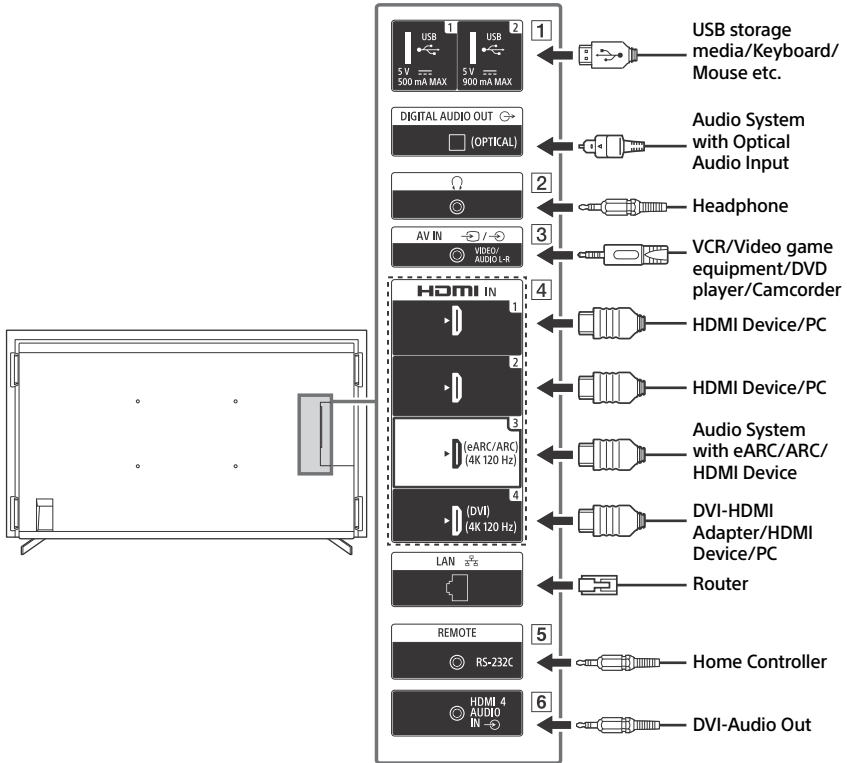 1
USB
5 V
500 mA MAX
2
USB
5 V
900 mA MAX
1
USB storage
media/Keyboard/
Mouse etc.
DIGITAL AUDIO OUT
(OPTICAL)
Audio System
with Optical
Audio Input
2
Headphone
AV IN /
VIDEO/
AUDIO L-R
3
VCR/Video game
equipment/DVD
player/Camcorder
HDMI IN
4
1
HDMI Device/PC
2
HDMI Device/PC
3
(eARC/ARC)
(4K 120 Hz)
Audio System
with eARC/ARC/
HDMI Device
4
(DVI)
(4K 120 Hz)
DVI-HDMI
Adapter/HDMI
Device/PC
LAN
Router
REMOTE
RS-232C
5
Home Controller
HDMI 4
AUDIO
IN
6
DVI-Audio Out